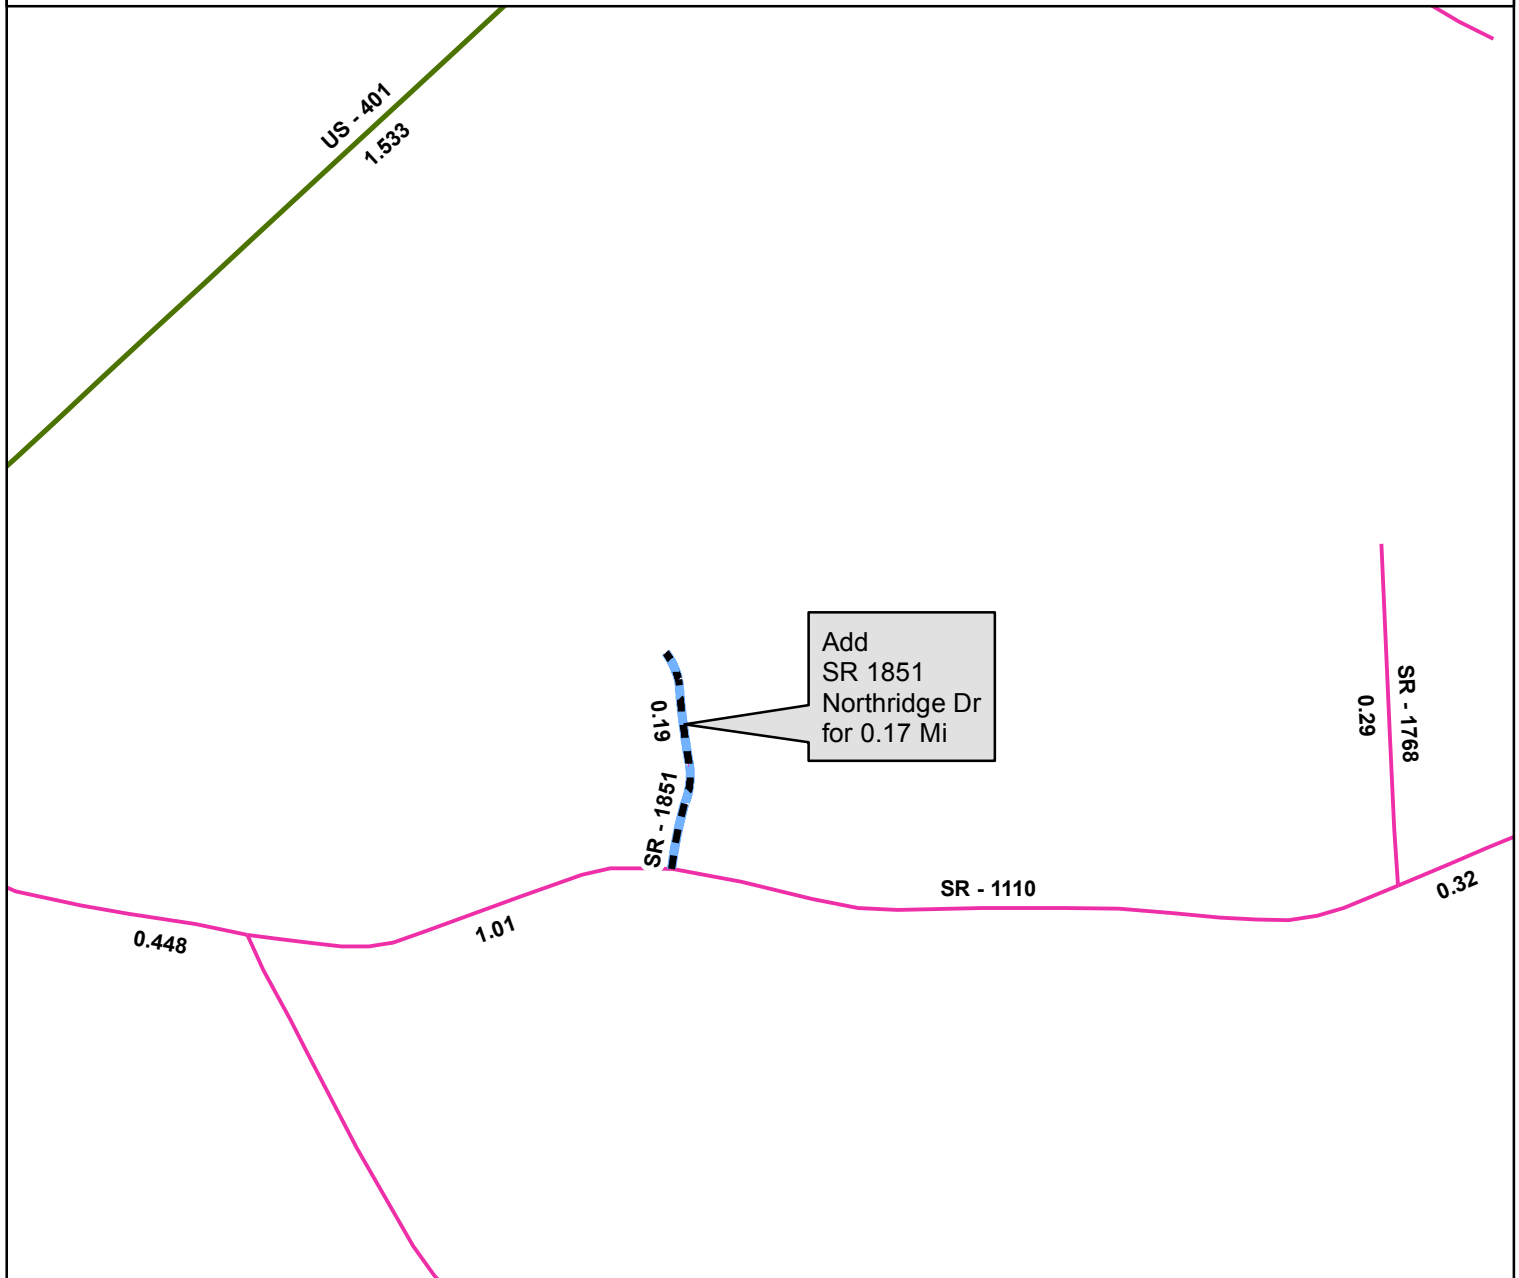 US - 401
1.533
Add
SR 1851
Northridge Dr
for 0.17 Mi
0.19
SR - 1851
SR - 1768
0.29
SR - 1110
0.32
1.01
0.448